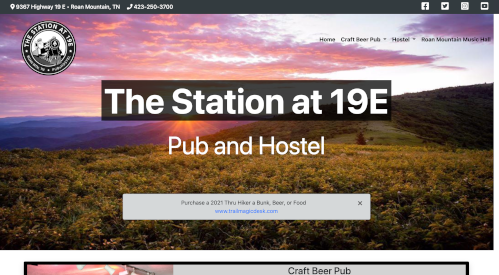 9367 Highway 19 E - Roan Mountain, TN 423-250-3700
THE STATION AT 19E
Home Craft Beer Pub Hostel Roan Mountain Music Hall
The Station at 19E
Pub and Hostel
Purchase a 2021 Thru Hiker a Bunk, Beer, or Food ×
www.trailmagicdesk.com
Craft Beer Pub